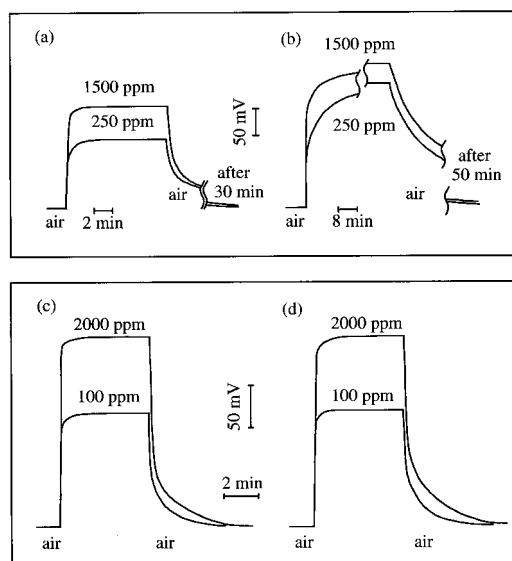 (a)
1500 ppm
250 ppm
50 mV
after
30 min
air
air
2 min
(b)
1500 ppm
250 ppm
after
50 min
air
air
8 min
(c)
2000 ppm
100 ppm
50 mV
2 min
air
air
(d)
2000 ppm
100 ppm
air
air